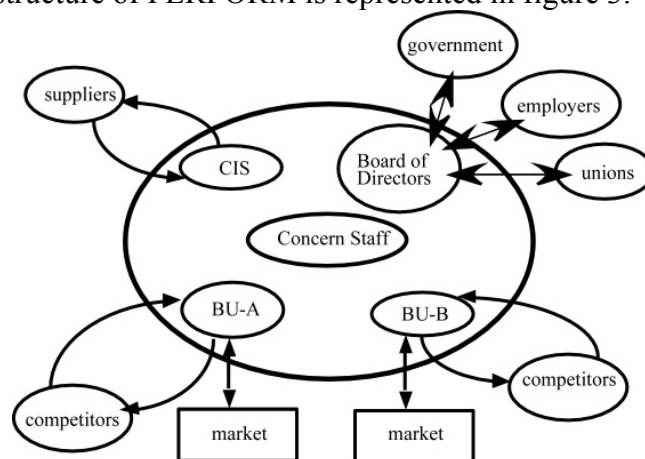 structure of PERFORM is represented in figure 3.
government
suppliers
employers
Board of
Directors
CIS
unions
Concern Staff
BU-A
BU-B
competitors
competitors
market
market